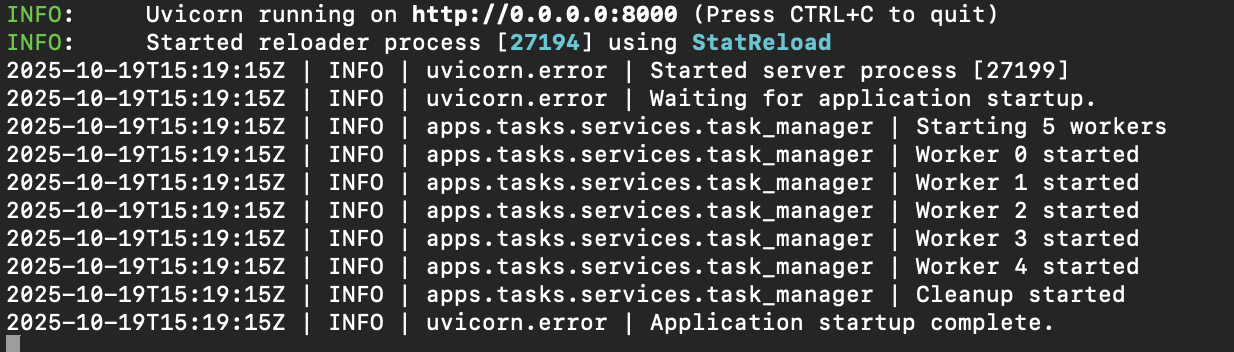 INFO:     Uvicorn running on http://0.0.0.0:8000 (Press CTRL+C to quit)
INFO:     Started reloader process [27194] using StatReload
2025-10-19T15:19:15Z | INFO | uvicorn.error | Started server process [27199]
2025-10-19T15:19:15Z | INFO | uvicorn.error | Waiting for application startup.
2025-10-19T15:19:15Z | INFO | apps.tasks.services.task_manager | Starting 5 workers
2025-10-19T15:19:15Z | INFO | apps.tasks.services.task_manager | Worker 0 started
2025-10-19T15:19:15Z | INFO | apps.tasks.services.task_manager | Worker 1 started
2025-10-19T15:19:15Z | INFO | apps.tasks.services.task_manager | Worker 2 started
2025-10-19T15:19:15Z | INFO | apps.tasks.services.task_manager | Worker 3 started
2025-10-19T15:19:15Z | INFO | apps.tasks.services.task_manager | Worker 4 started
2025-10-19T15:19:15Z | INFO | apps.tasks.services.task_manager | Cleanup started
2025-10-19T15:19:15Z | INFO | uvicorn.error | Application startup complete.